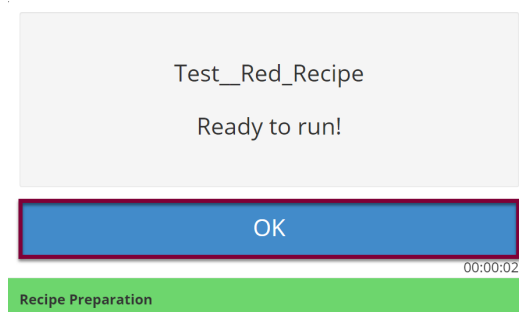 Test__Red_Recipe
Ready to run!
OK
00:00:02
Recipe Preparation